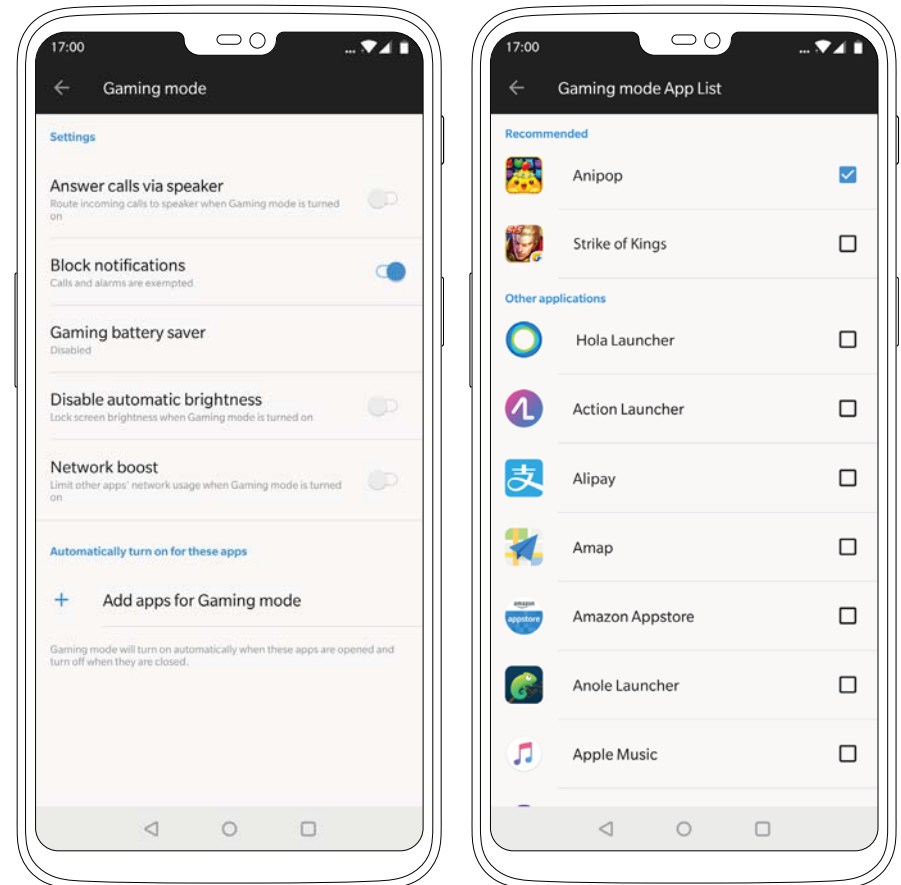 17:00
Gaming mode
Settings
Answer calls via speaker
Route incoming calls to speaker when Gaming mode is turned
on
Block notifications
Calls and alarms are exempted
Gaming battery saver
Disabled
Disable automatic brightness
Lock screen brightness when Gaming mode is turned on
Network boost
Limit other apps' network usage when Gaming mode is turned
on
Automatically turn on for these apps
+ Add apps for Gaming mode
Gaming mode will turn on automatically when these apps are opened and
turn off when they are closed.
17:00
Gaming mode App List
Recommended
Anipop
Strike of Kings
Other applications
Hola Launcher
Action Launcher
支
Alipay
Amap
amazon
appstore
Amazon Appstore
Anole Launcher
Apple Music